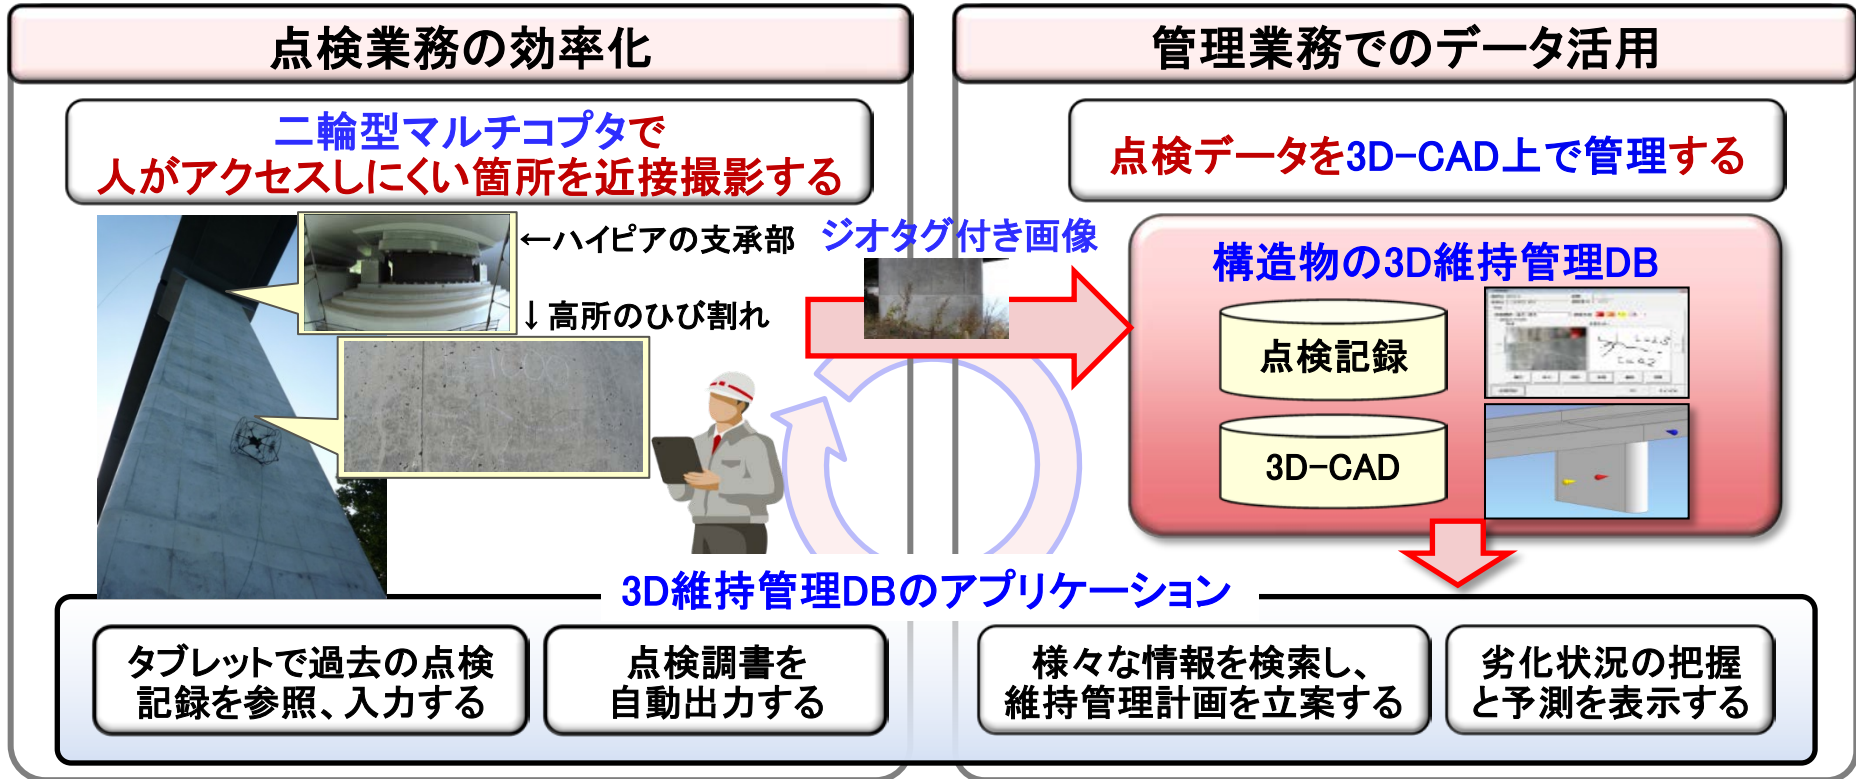 点検業務の効率化
二輪型マルチコプタで
人がアクセスしにくい箇所を近接撮影する
←ハイピアの支承部
↓高所のひび割れ
ジオタグ付き画像
管理業務でのデータ活用
点検データを3D-CAD上で管理する
構造物の3D維持管理DB
点検記録
3D-CAD
3D維持管理DBのアプリケーション
タブレットで過去の点検
記録を参照、入力する
点検調書を
自動出力する
様々な情報を検索し、
維持管理計画を立案する
劣化状況の把握
と予測を表示する